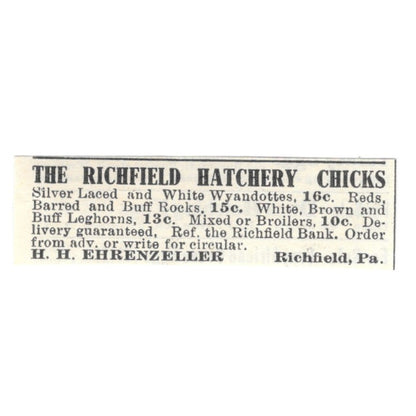 THE RICHFIELD HATCHERY CHICKS
Silver Laced and White Wyandottes, 16c. Reds,
Barred and Buff Rocks, 15c. White, Brown and
Buff Leghorns, 13c. Mixed or Broilers, 10c. De-
livery guaranteed. Ref. the Richfield Bank. Order
from adv. or write for circular.
H. H. EHRENZELLER Richfield, Pa.